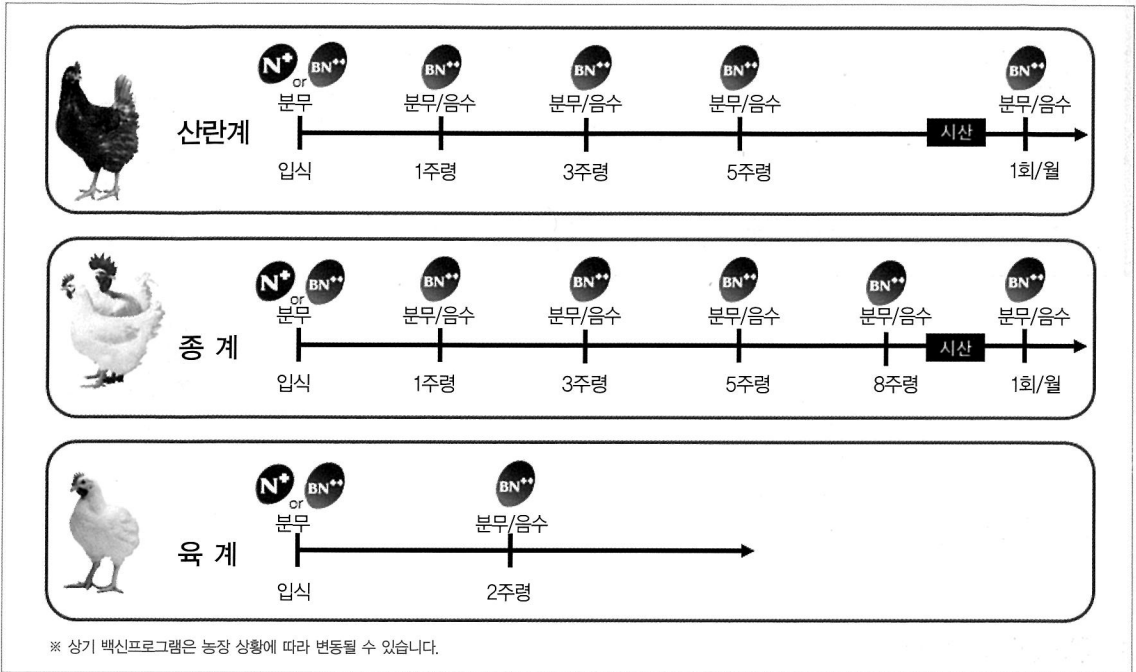 N⁺ or BN⁺⁺ BN⁺⁺ BN⁺⁺ BN⁺⁺ BN⁺⁺
분무 분무/음수 분무/음수 분무/음수 분무/음수
산란계 시산
입식 1주령 3주령 5주령 1회/월
N⁺ or BN⁺⁺ BN⁺⁺ BN⁺⁺ BN⁺⁺ BN⁺⁺ BN⁺⁺
분무 분무/음수 분무/음수 분무/음수 분무/음수 분무/음수
종 계 시산
입식 1주령 3주령 5주령 8주령 1회/월
N⁺ or BN⁺⁺ BN⁺⁺
분무 분무/음수
육 계
입식 2주령
※ 상기 백신프로그램은 농장 상황에 따라 변동될 수 있습니다.